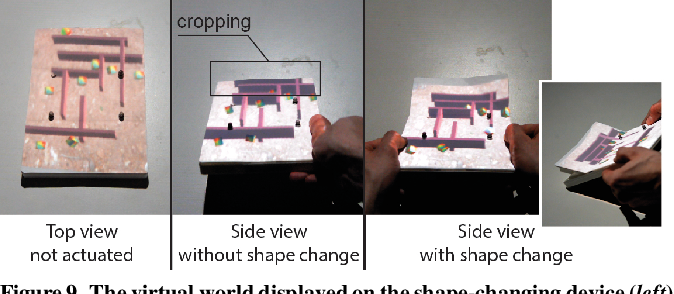 cropping
Top view
not actuated
Side view
without shape change
Side view
with shape change
Figure 9. The virtual world displayed on the shape-changing device (left)